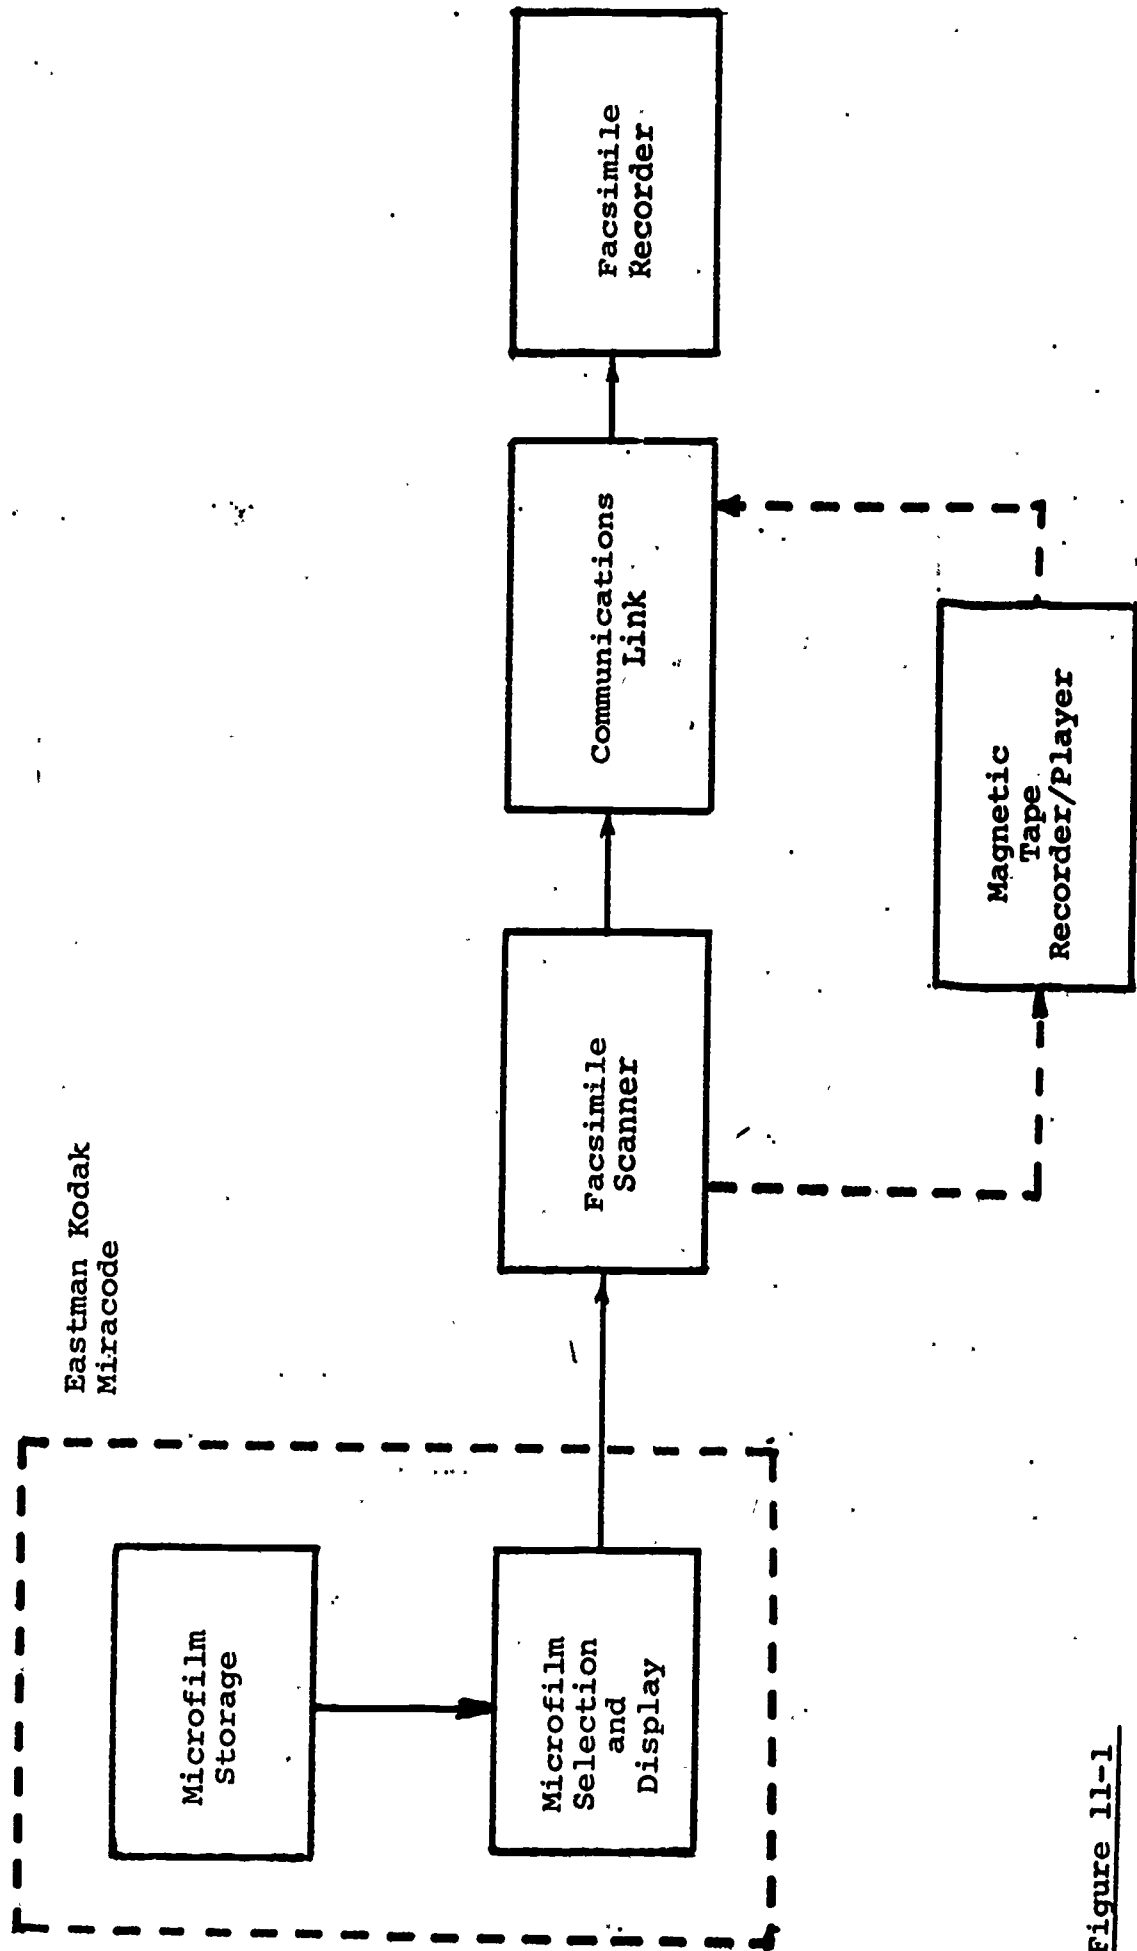 Eastman Kodak
Miracode
Microfilm
Storage
Microfilm
Selection
and
Display
Facsimile
Scanner
Communications
Link
Facsimile
Recorder
Magnetic
Tape
Recorder/Player
Figure 11-1